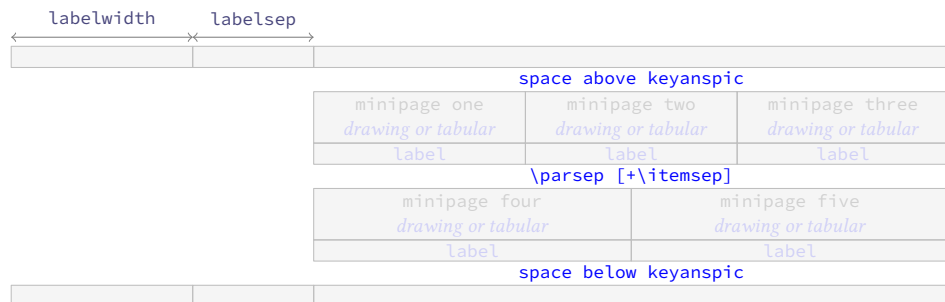 labelwidth labelsep
space above keyanspic
minipage one minipage two minipage three
drawing or tabular drawing or tabular drawing or tabular
label label label
\parsep [+\itemsep]
minipage four minipage five
drawing or tabular drawing or tabular
label label
space below keyanspic